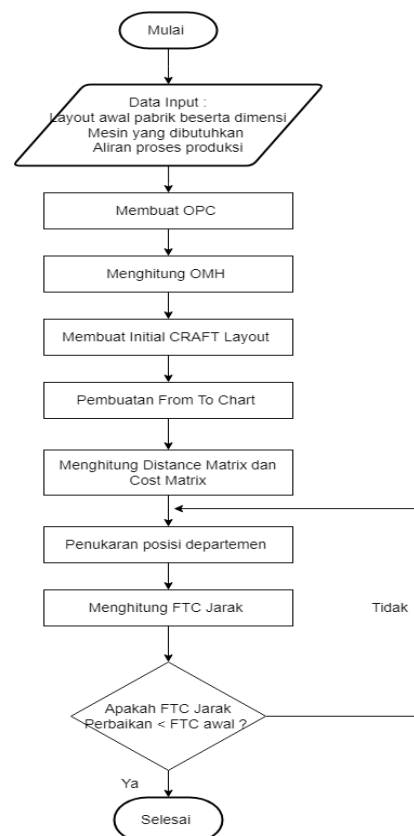 Mulai
Data Input :
Layout awal pabrik beserta dimensi
Mesin yang dibutuhkan
Aliran proses produksi
Membuat OPC
Menghitung OMH
Membuat Initial CRAFT Layout
Pembuatan From To Chart
Menghitung Distance Matrix dan
Cost Matrix
Penukaran posisi departemen
Menghitung FTC Jarak
Tidak
Apakah FTC Jarak
Perbaikan < FTC awal ?
Ya
Selesai